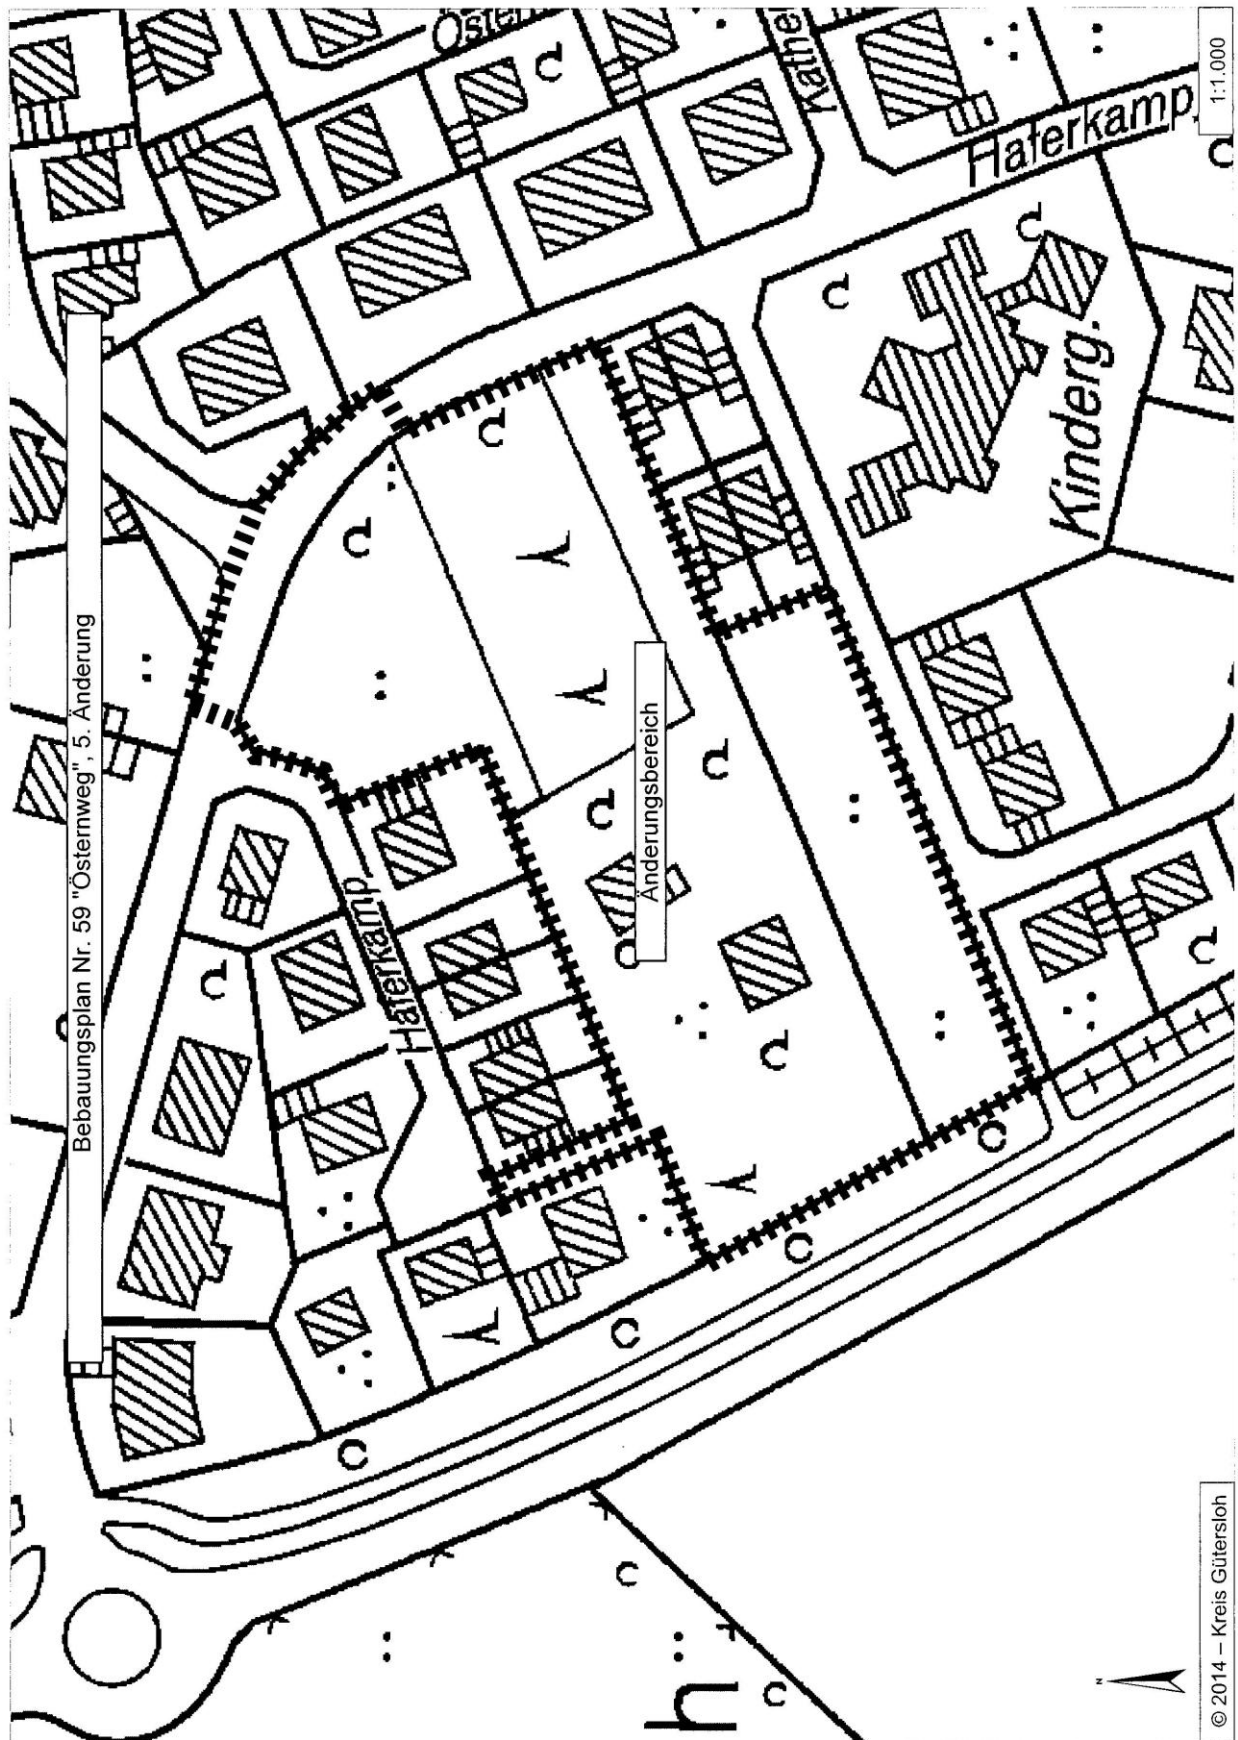 Bebauungsplan Nr. 59 "Östernweg", 5. Änderung
Haferkamp
Haferkamp
Kinderg.
Änderungsbereich
h
N
© 2014 – Kreis Gütersloh
1:1.000